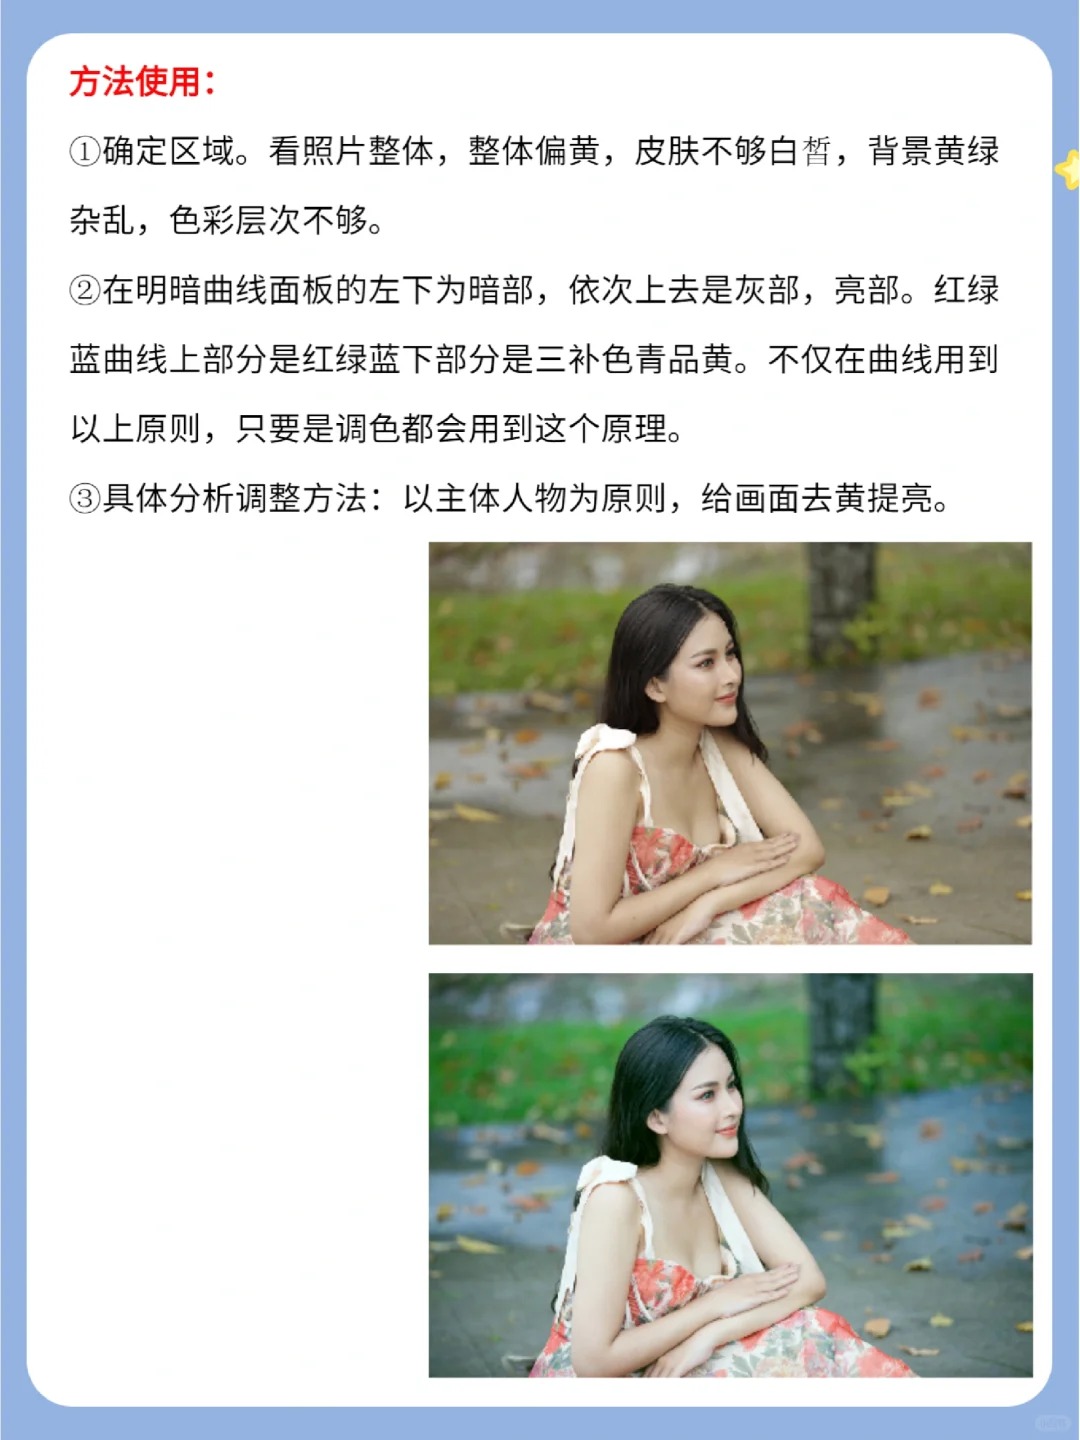 方法使用：
①确定区域。看照片整体，整体偏黄，皮肤不够白皙，背景黄绿
杂乱，色彩层次不够。
②在明暗曲线面板的左下为暗部，依次上去是灰部，亮部。红绿
蓝曲线上部分是红绿蓝下部分是三补色青品黄。不仅在曲线用到
以上原则，只要是调色都会用到这个原理。
③具体分析调整方法：以主体人物为原则，给画面去黄提亮。